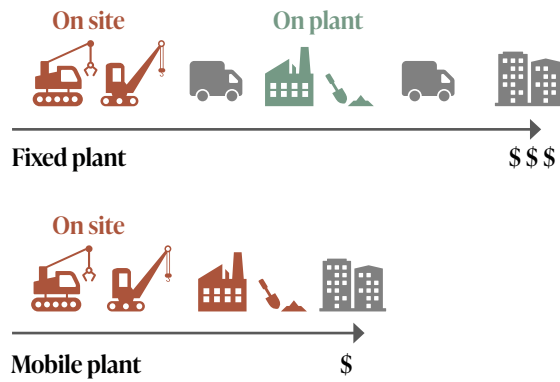 On site
On plant
Fixed plant
$ $ $
On site
Mobile plant
$